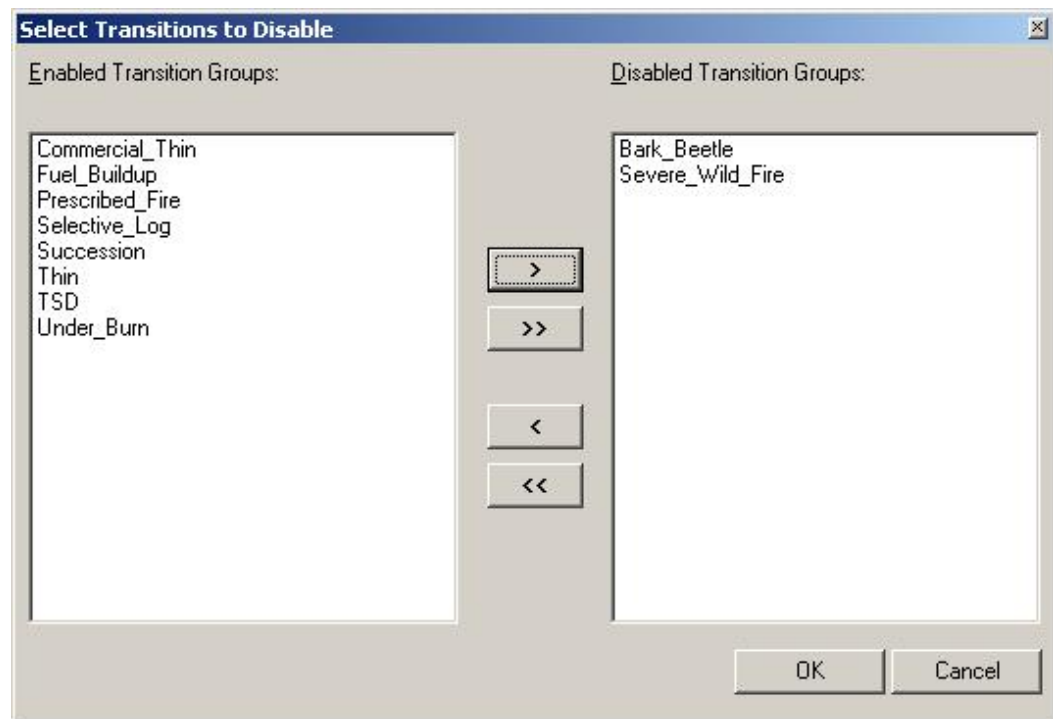 Select Transitions to Disable
Enabled Transition Groups:
Disabled Transition Groups:
Commercial_Thin
Fuel_Buildup
Prescribed_Fire
Selective_Log
Succession
Thin
TSD
Under_Burn
>
>>
<
<<
Bark_Beetle
Severe_Wild_Fire
OK
Cancel